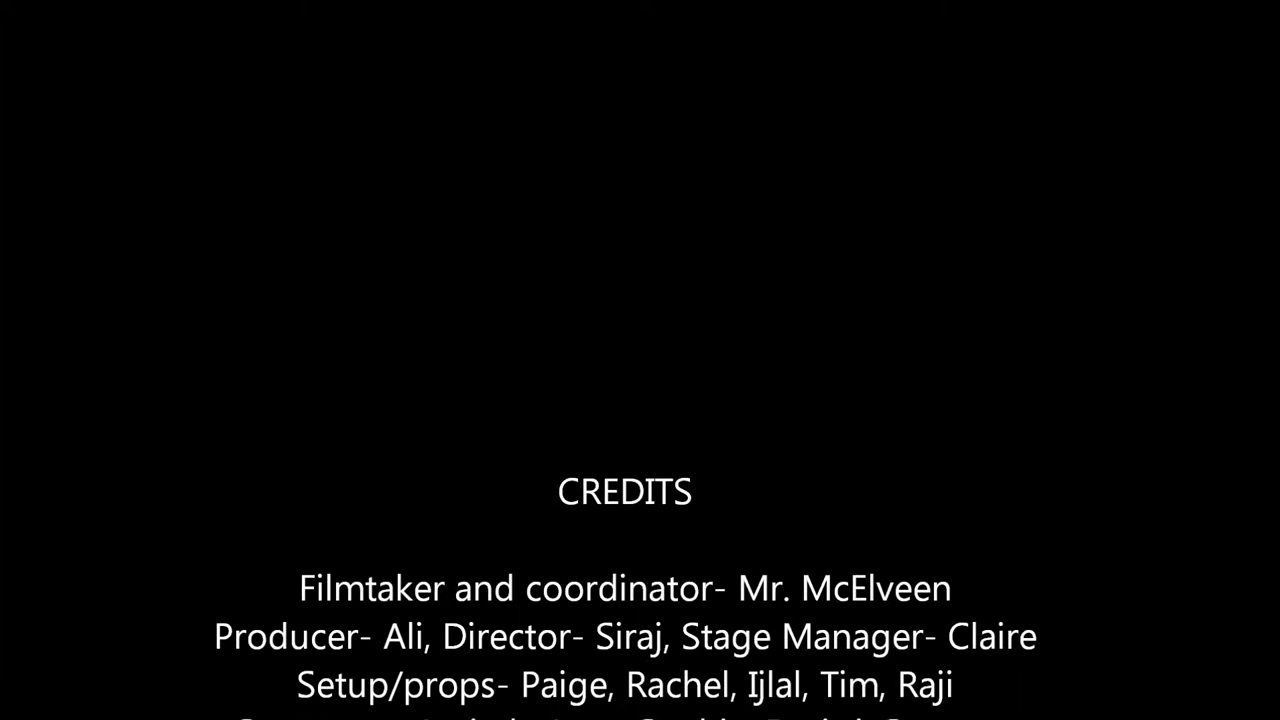 CREDITS
Filmtaker and coordinator- Mr. McElveen
Producer- Ali, Director- Siraj, Stage Manager- Claire
Setup/props- Paige, Rachel, Ijlal, Tim, Raji